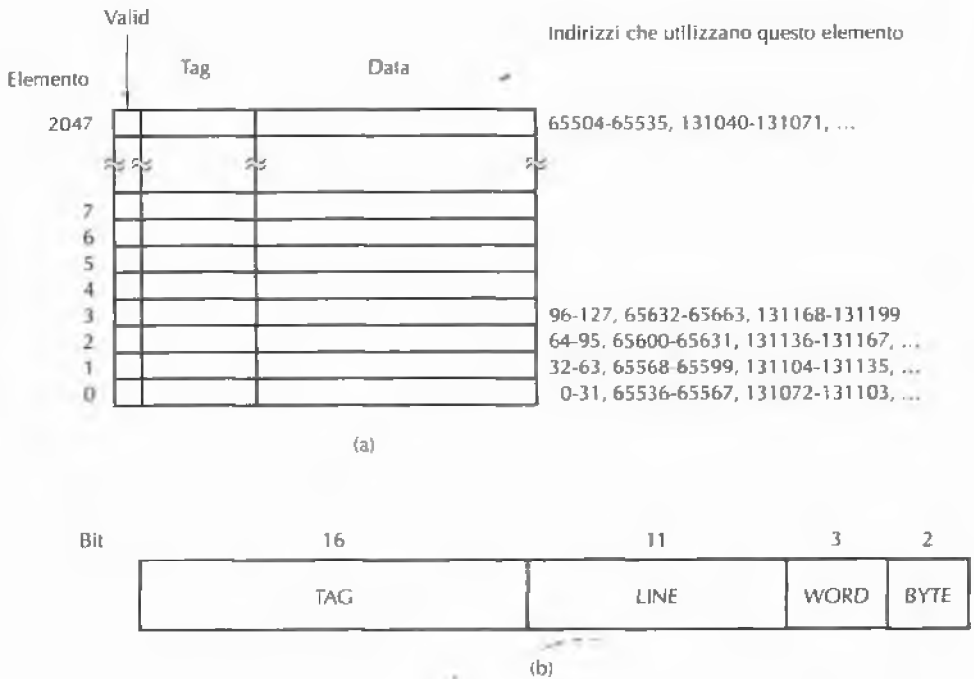 Valid
Indirizzi che utilizzano questo elemento
Elemento Tag Data
2047 65504-65535, 131040-131071, ...
7
6
5
4
3 96-127, 65632-65663, 131168-131199
2 64-95, 65600-65631, 131136-131167, ...
1 32-63, 65568-65599, 131104-131135, ...
0 0-31, 65536-65567, 131072-131103, ...
(a)
Bit 16 11 3 2
TAG LINE WORD BYTE
(b)